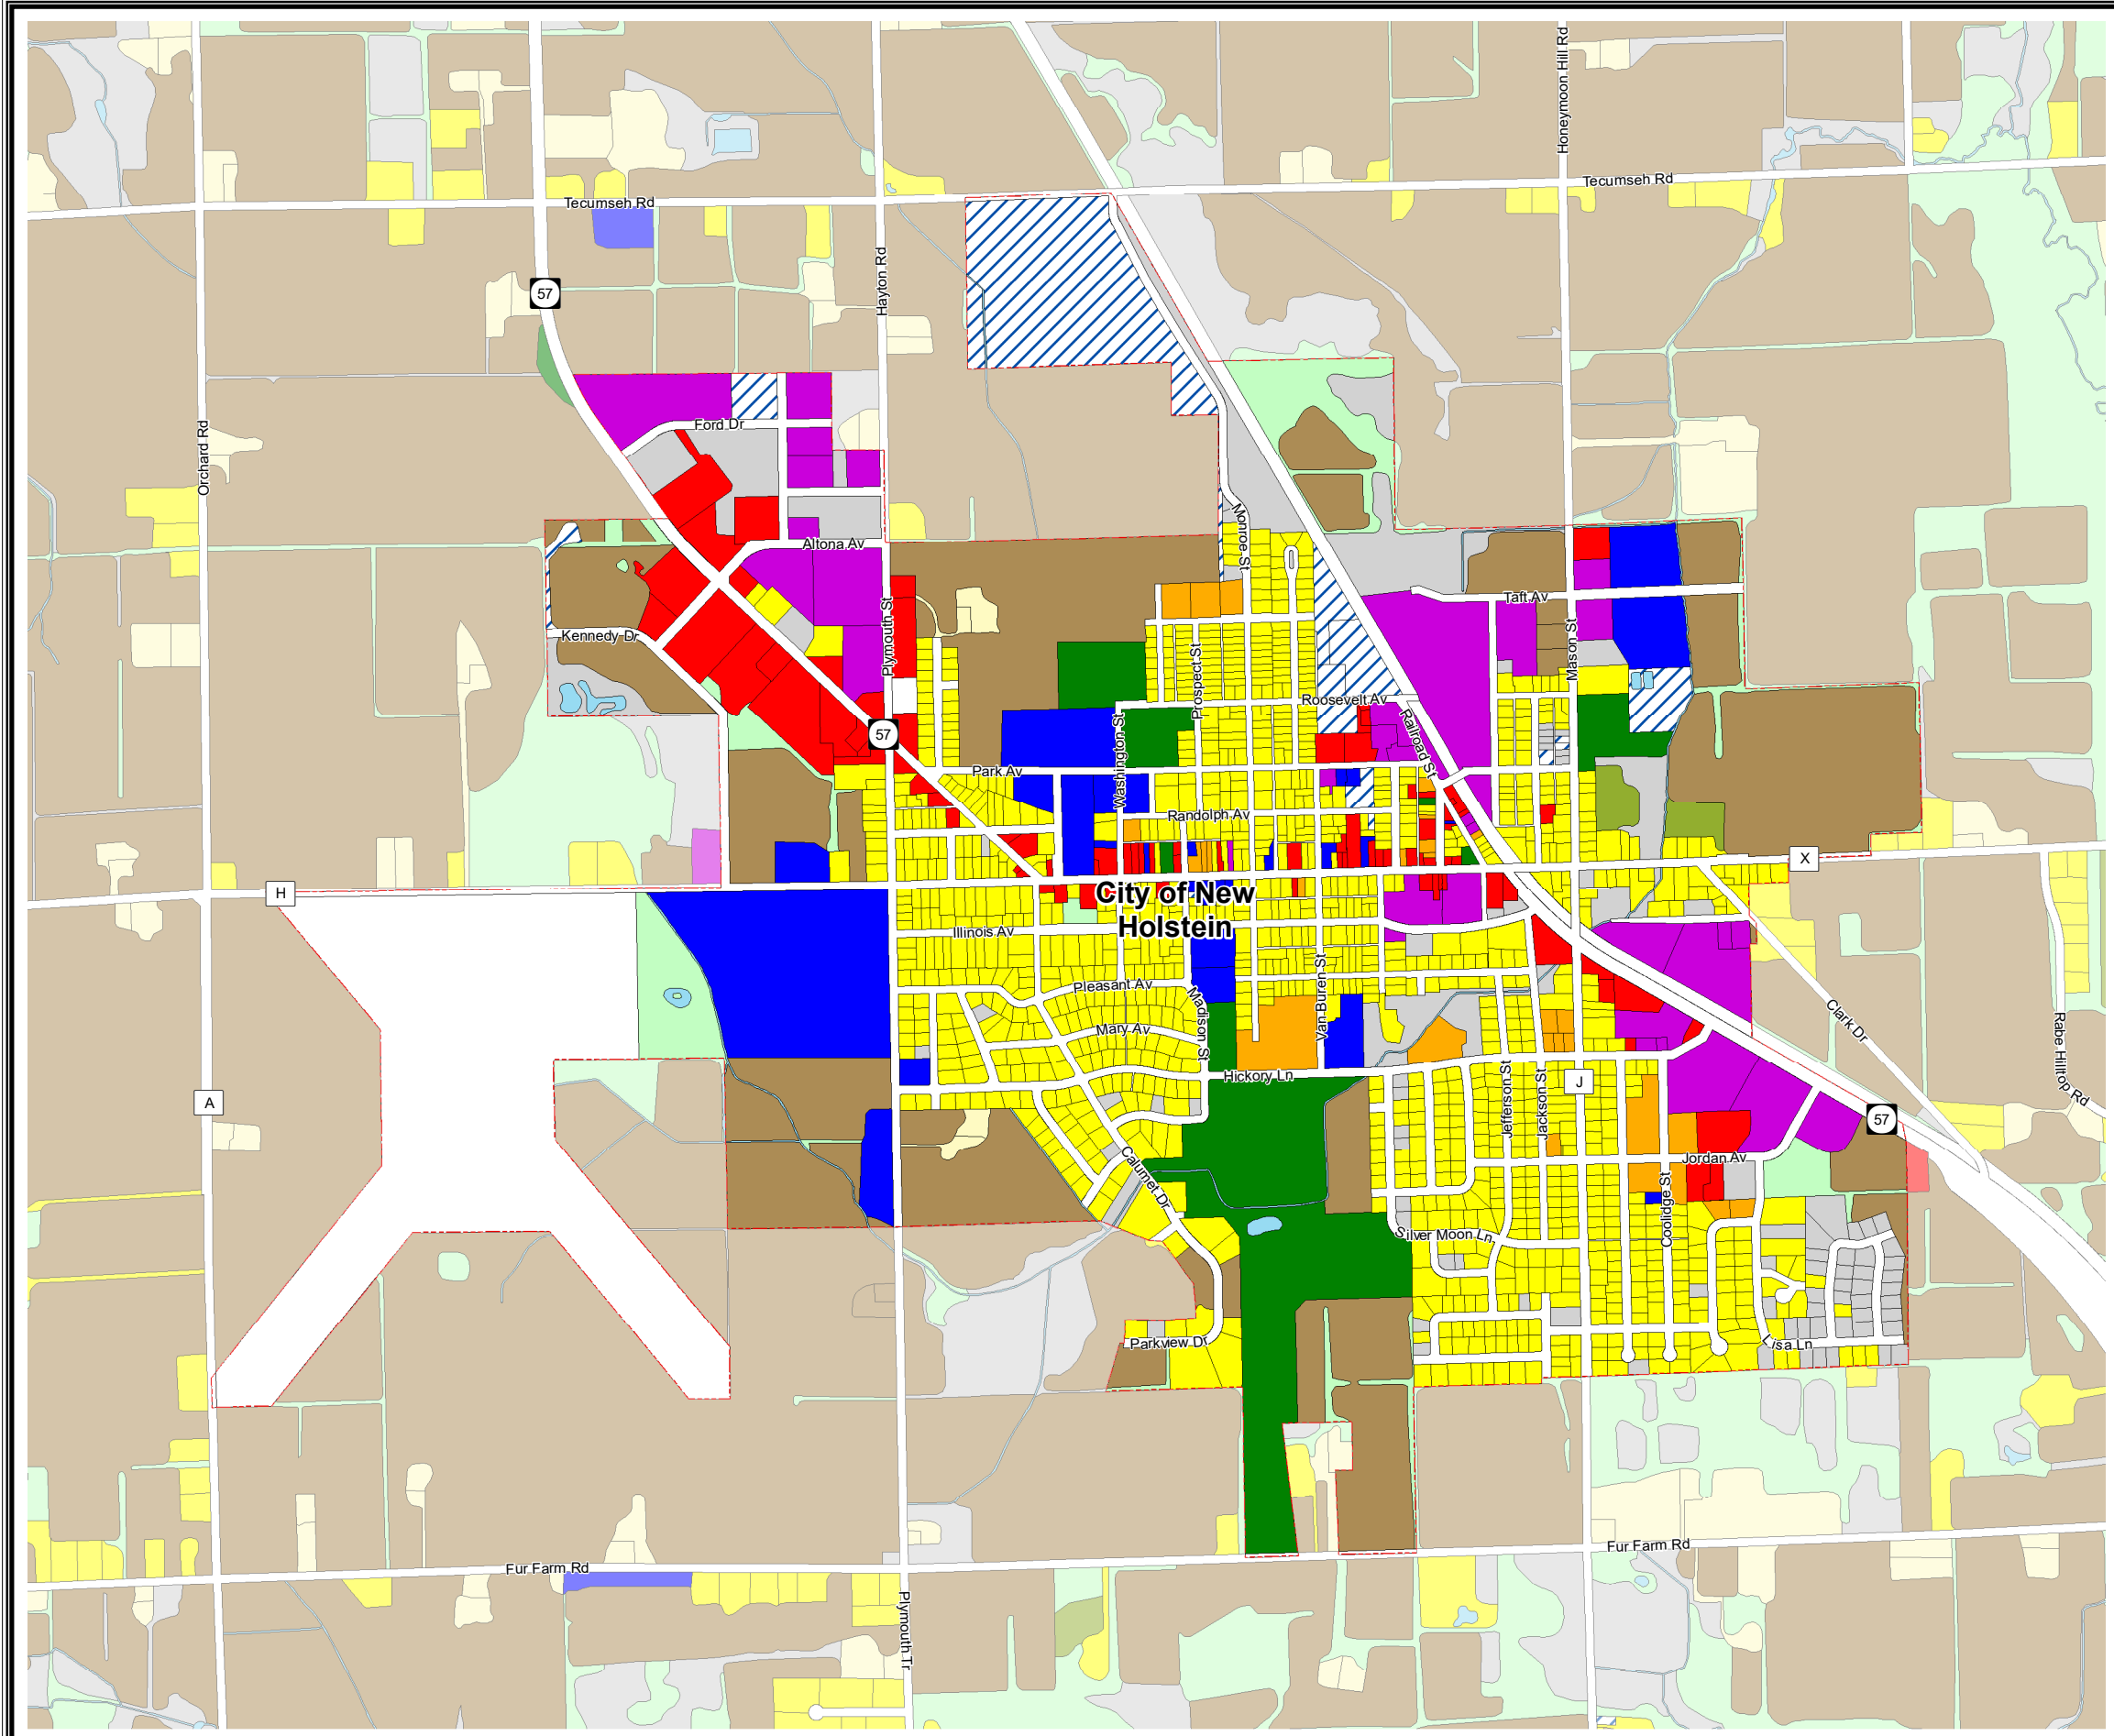 Honeymoon Hill Rd
Tecumseh Rd
Tecumseh Rd
Hayton Rd
57
Orchard Rd
Ford Dr
Monroe St
Altona Av
Taft Av
Plymouth St
Kennedy Dr
Mason St
Prospect St
Roosevelt Av
Washington St
Railroad St
57
Park Av
Randolph Av
X
H
City of New
Holstein
Illinois Av
Van Buren St
Pleasant Av
Madison St
Mary Av
Clark Dr
Rabe Hilltop Rd
Hickory Ln
Jefferson St
Jackson St
J
A
57
Calumet Dr
Jordan Av
Coolidge St
Silver Moon Ln
Parkview Dr
Lisa Ln
Fur Farm Rd
Fur Farm Rd
Plymouth Tr